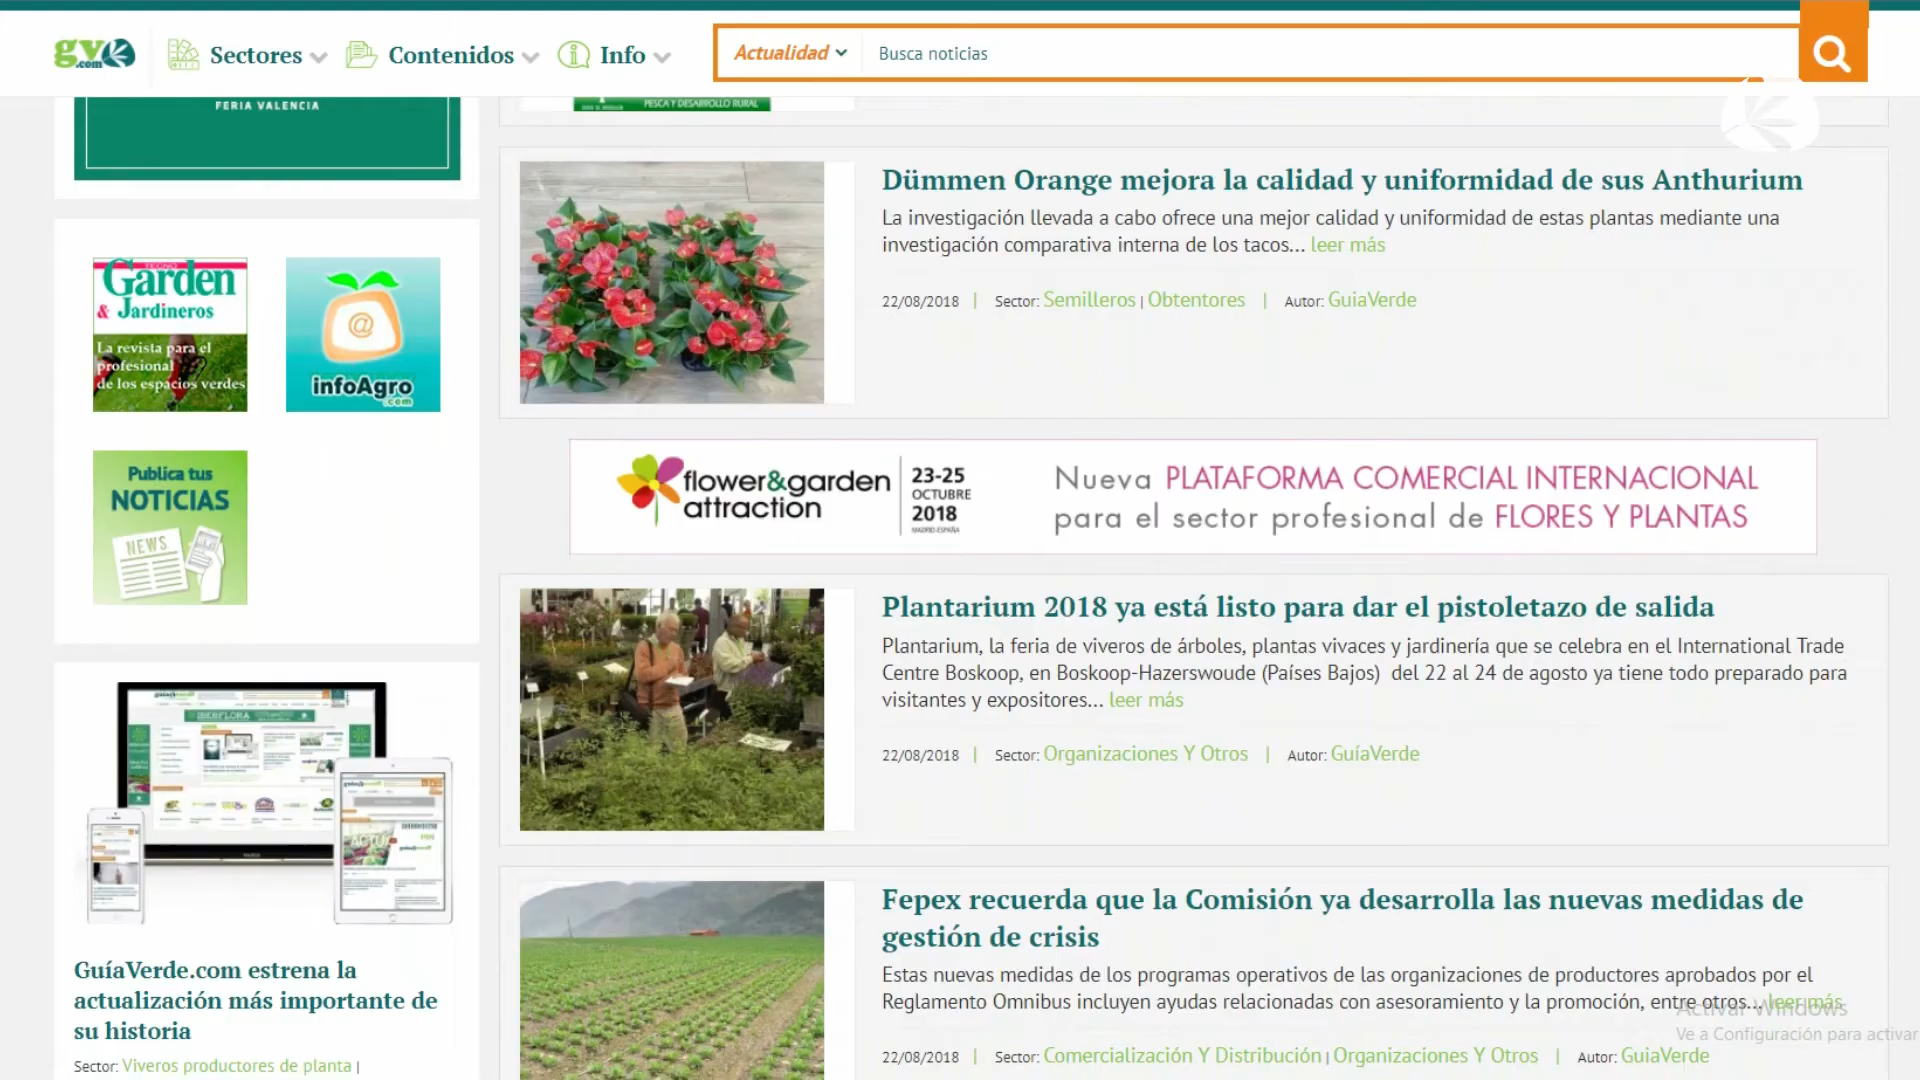 gv
.com
Sectores
Contenidos
Info
Actualidad
Busca noticias
FERIA VALENCIA
PESCA Y DESARROLLO RURAL
Garden
& Jardineros
La revista para el
profesional
de los espacios verdes
@
infoAgro
.com
Publica tus
NOTICIAS
NEWS
GuíaVerde.com estrena la
actualización más importante de
su historia
Sector: Viveros productores de planta |
Dümmen Orange mejora la calidad y uniformidad de sus Anthurium
La investigación llevada a cabo ofrece una mejor calidad y uniformidad de estas plantas mediante una
investigación comparativa interna de los tacos... leer más
22/08/2018 | Sector: Semilleros | Obtentores | Autor: GuiaVerde
flower&garden
attraction
23-25
OCTUBRE
2018
MADRID-ESPAÑA
Nueva PLATAFORMA COMERCIAL INTERNACIONAL
para el sector profesional de FLORES Y PLANTAS
Plantarium 2018 ya está listo para dar el pistoletazo de salida
Plantarium, la feria de viveros de árboles, plantas vivaces y jardinería que se celebra en el International Trade
Centre Boskoop, en Boskoop-Hazerswoude (Países Bajos) del 22 al 24 de agosto ya tiene todo preparado para
visitantes y expositores... leer más
22/08/2018 | Sector: Organizaciones Y Otros | Autor: GuíaVerde
Fepex recuerda que la Comisión ya desarrolla las nuevas medidas de
gestión de crisis
Estas nuevas medidas de los programas operativos de las organizaciones de productores aprobados por el
Reglamento Omnibus incluyen ayudas relacionadas con asesoramiento y la promoción, entre otros... leer más
22/08/2018 | Sector: Comercialización Y Distribución | Organizaciones Y Otros | Autor: GuiaVerde
Activar Windows
Ve a Configuración para activar